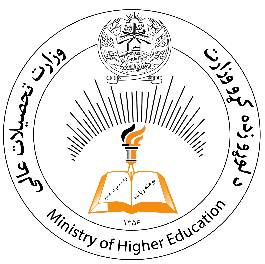 وزارت تحصیلات عالی
د لوړو زده کړو وزارت
Ministry of Higher Education